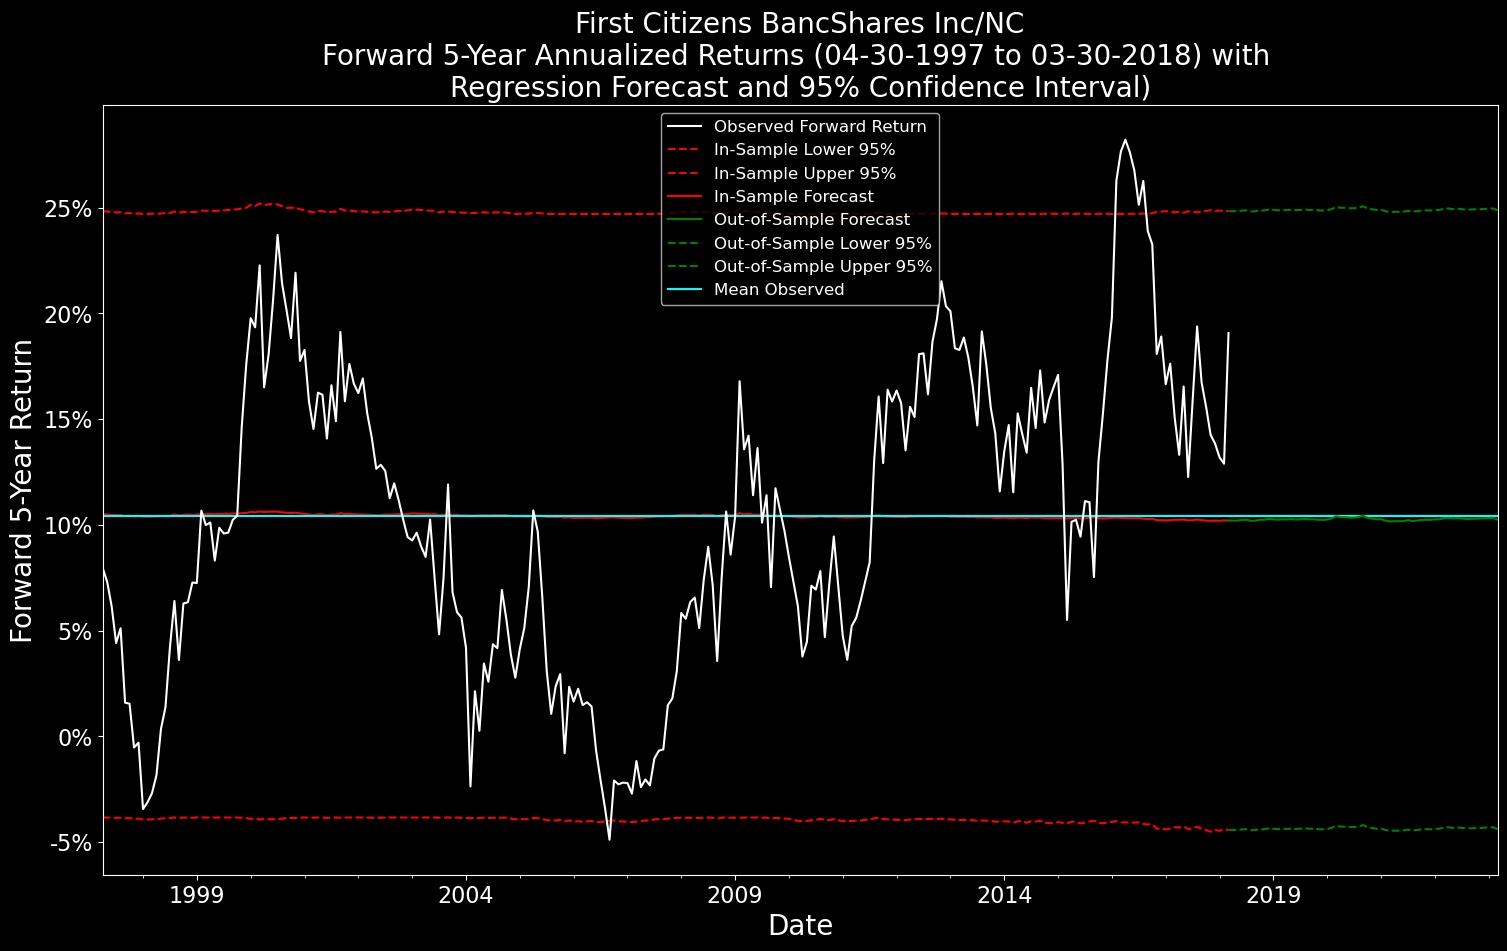 First Citizens BancShares Inc/NC
Forward 5-Year Annualized Returns (04-30-1997 to 03-30-2018) with
Regression Forecast and 95% Confidence Interval)
Observed Forward Return
In-Sample Lower 95%
In-Sample Upper 95%
In-Sample Forecast
Out-of-Sample Forecast
Out-of-Sample Lower 95%
Out-of-Sample Upper 95%
Mean Observed
Forward 5-Year Return
25%
20%
15%
10%
5%
0%
-5%
1999
2004
2009
2014
2019
Date